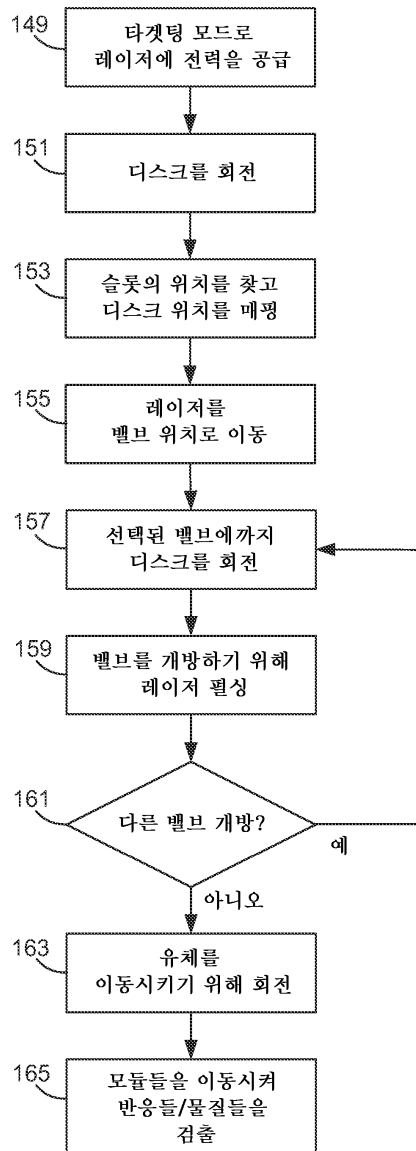 149
타겟팅 모드로
레이저에 전력을 공급
151
디스크를 회전
153
슬롯의 위치를 찾고
디스크 위치를 매핑
155
레이저를
밸브 위치로 이동
157
선택된 밸브에까지
디스크를 회전
159
밸브를 개방하기 위해
레이저 펄싱
161
다른 밸브 개방?
예
아니오
163
유체를
이동시키기 위해 회전
165
모듈들을 이동시켜
반응들/물질들을
검출